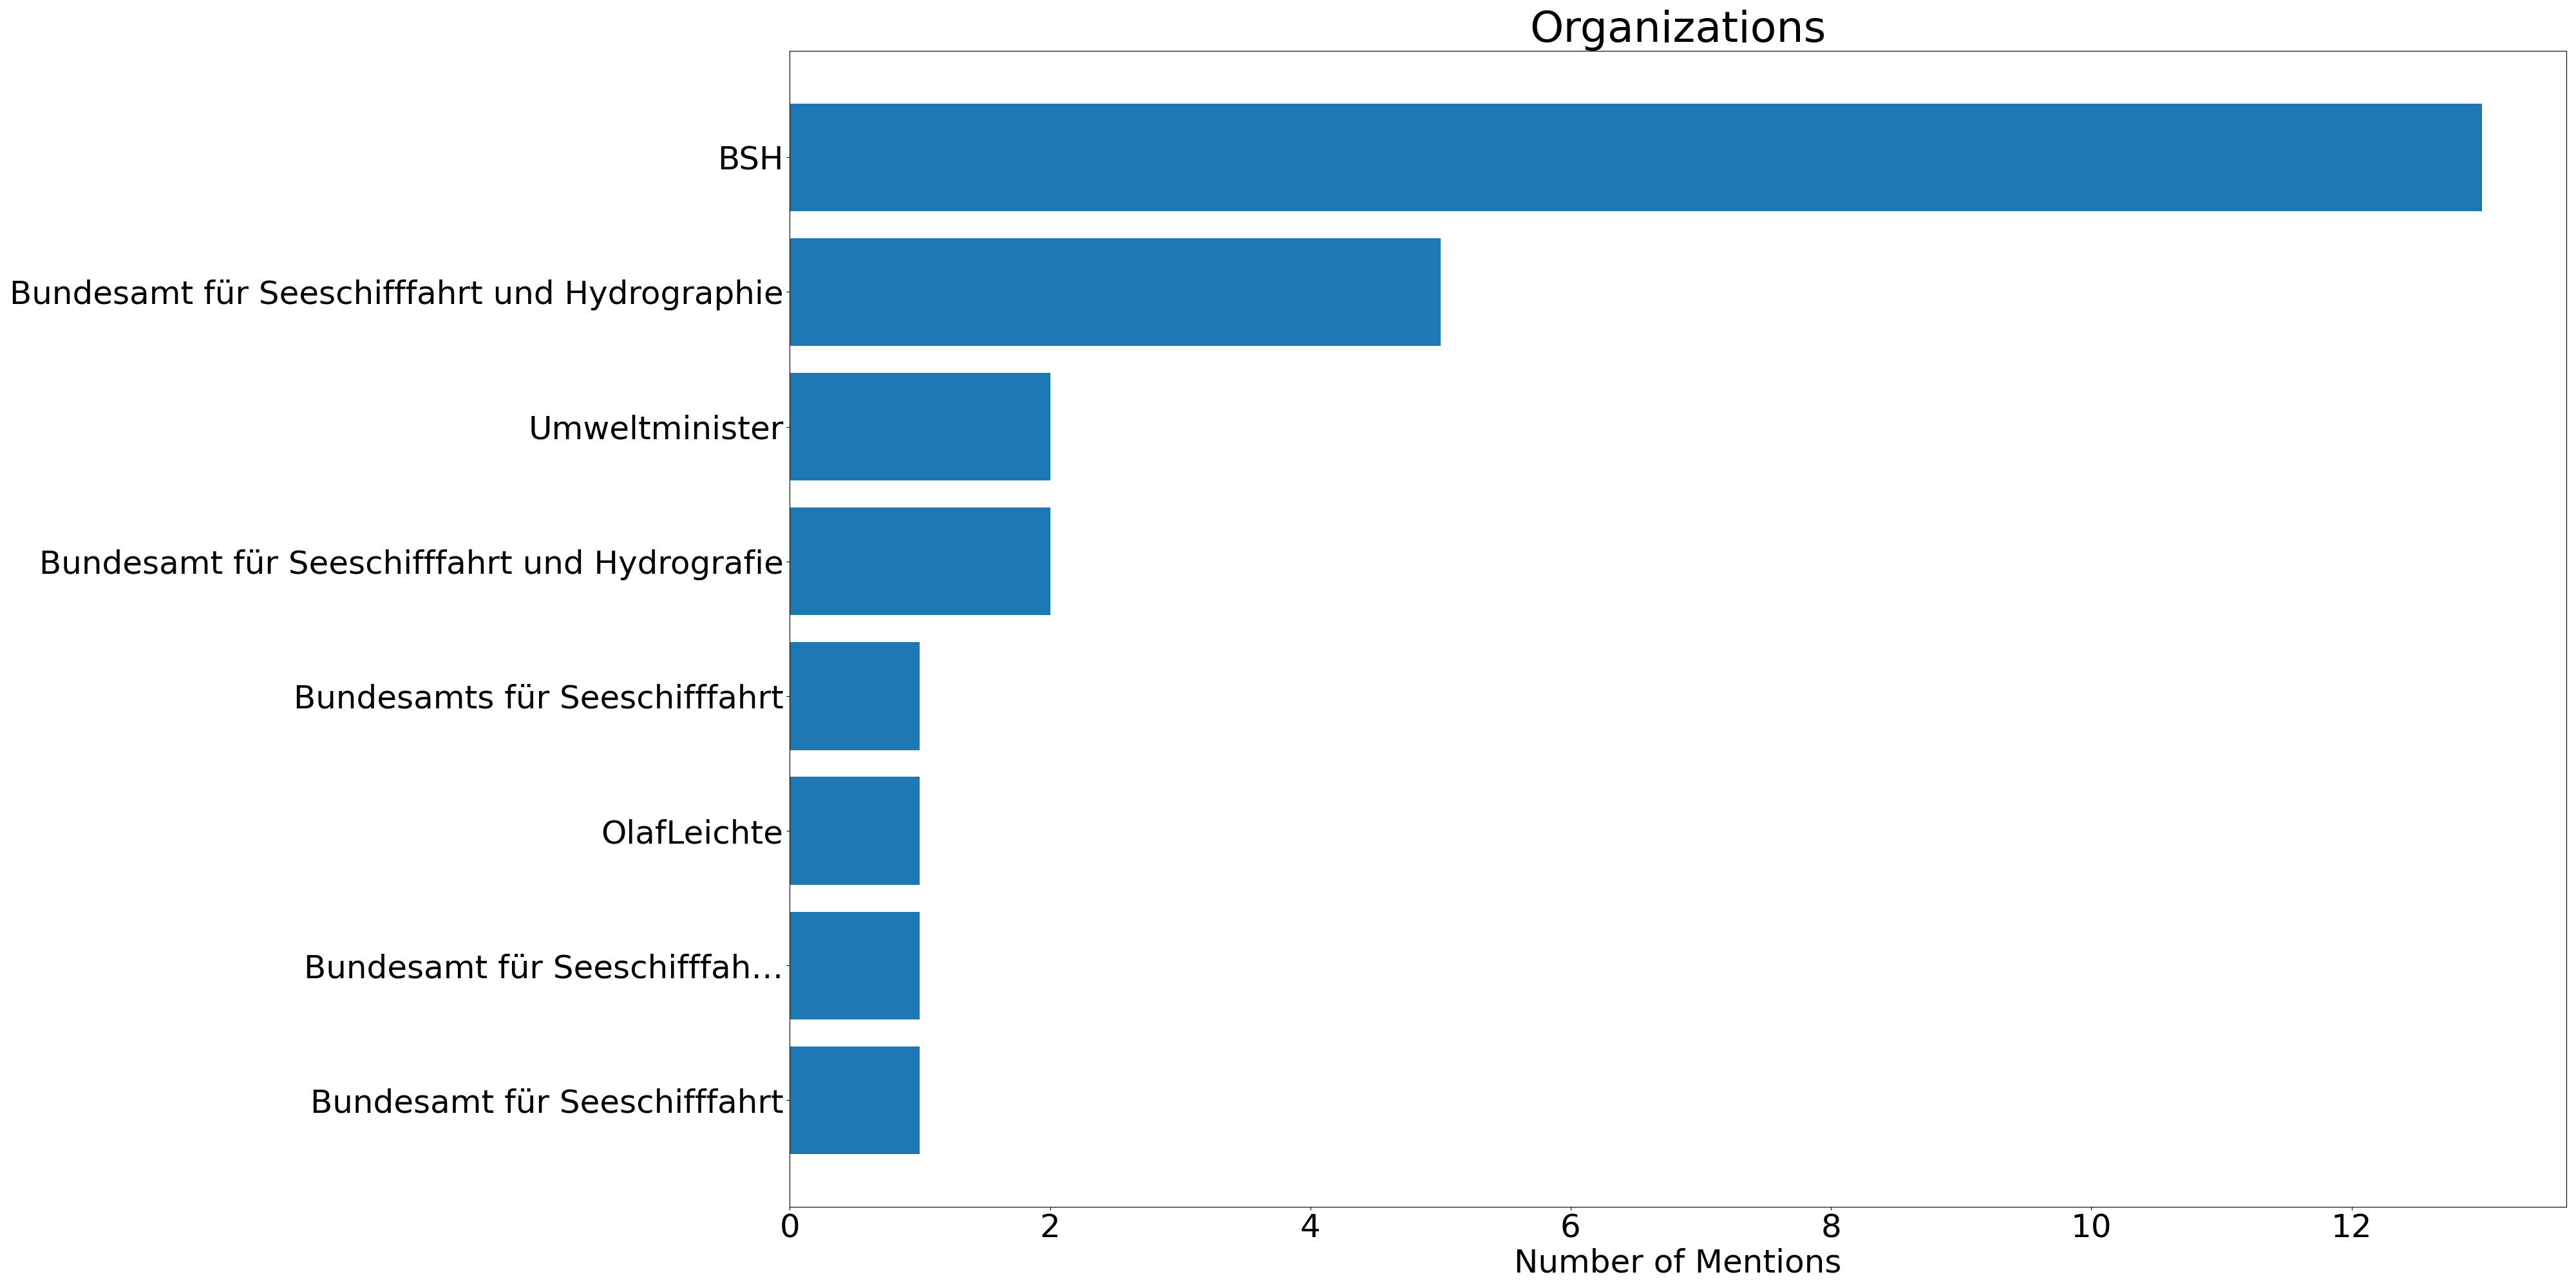 Organizations
BSH
Bundesamt für Seeschifffahrt und Hydrographie
Umweltminister
Bundesamt für Seeschifffahrt und Hydrografie
Bundesamts für Seeschifffahrt
OlafLeichte
Bundesamt für Seeschifffah…
Bundesamt für Seeschifffahrt
0 2 4 6 8 10 12
Number of Mentions